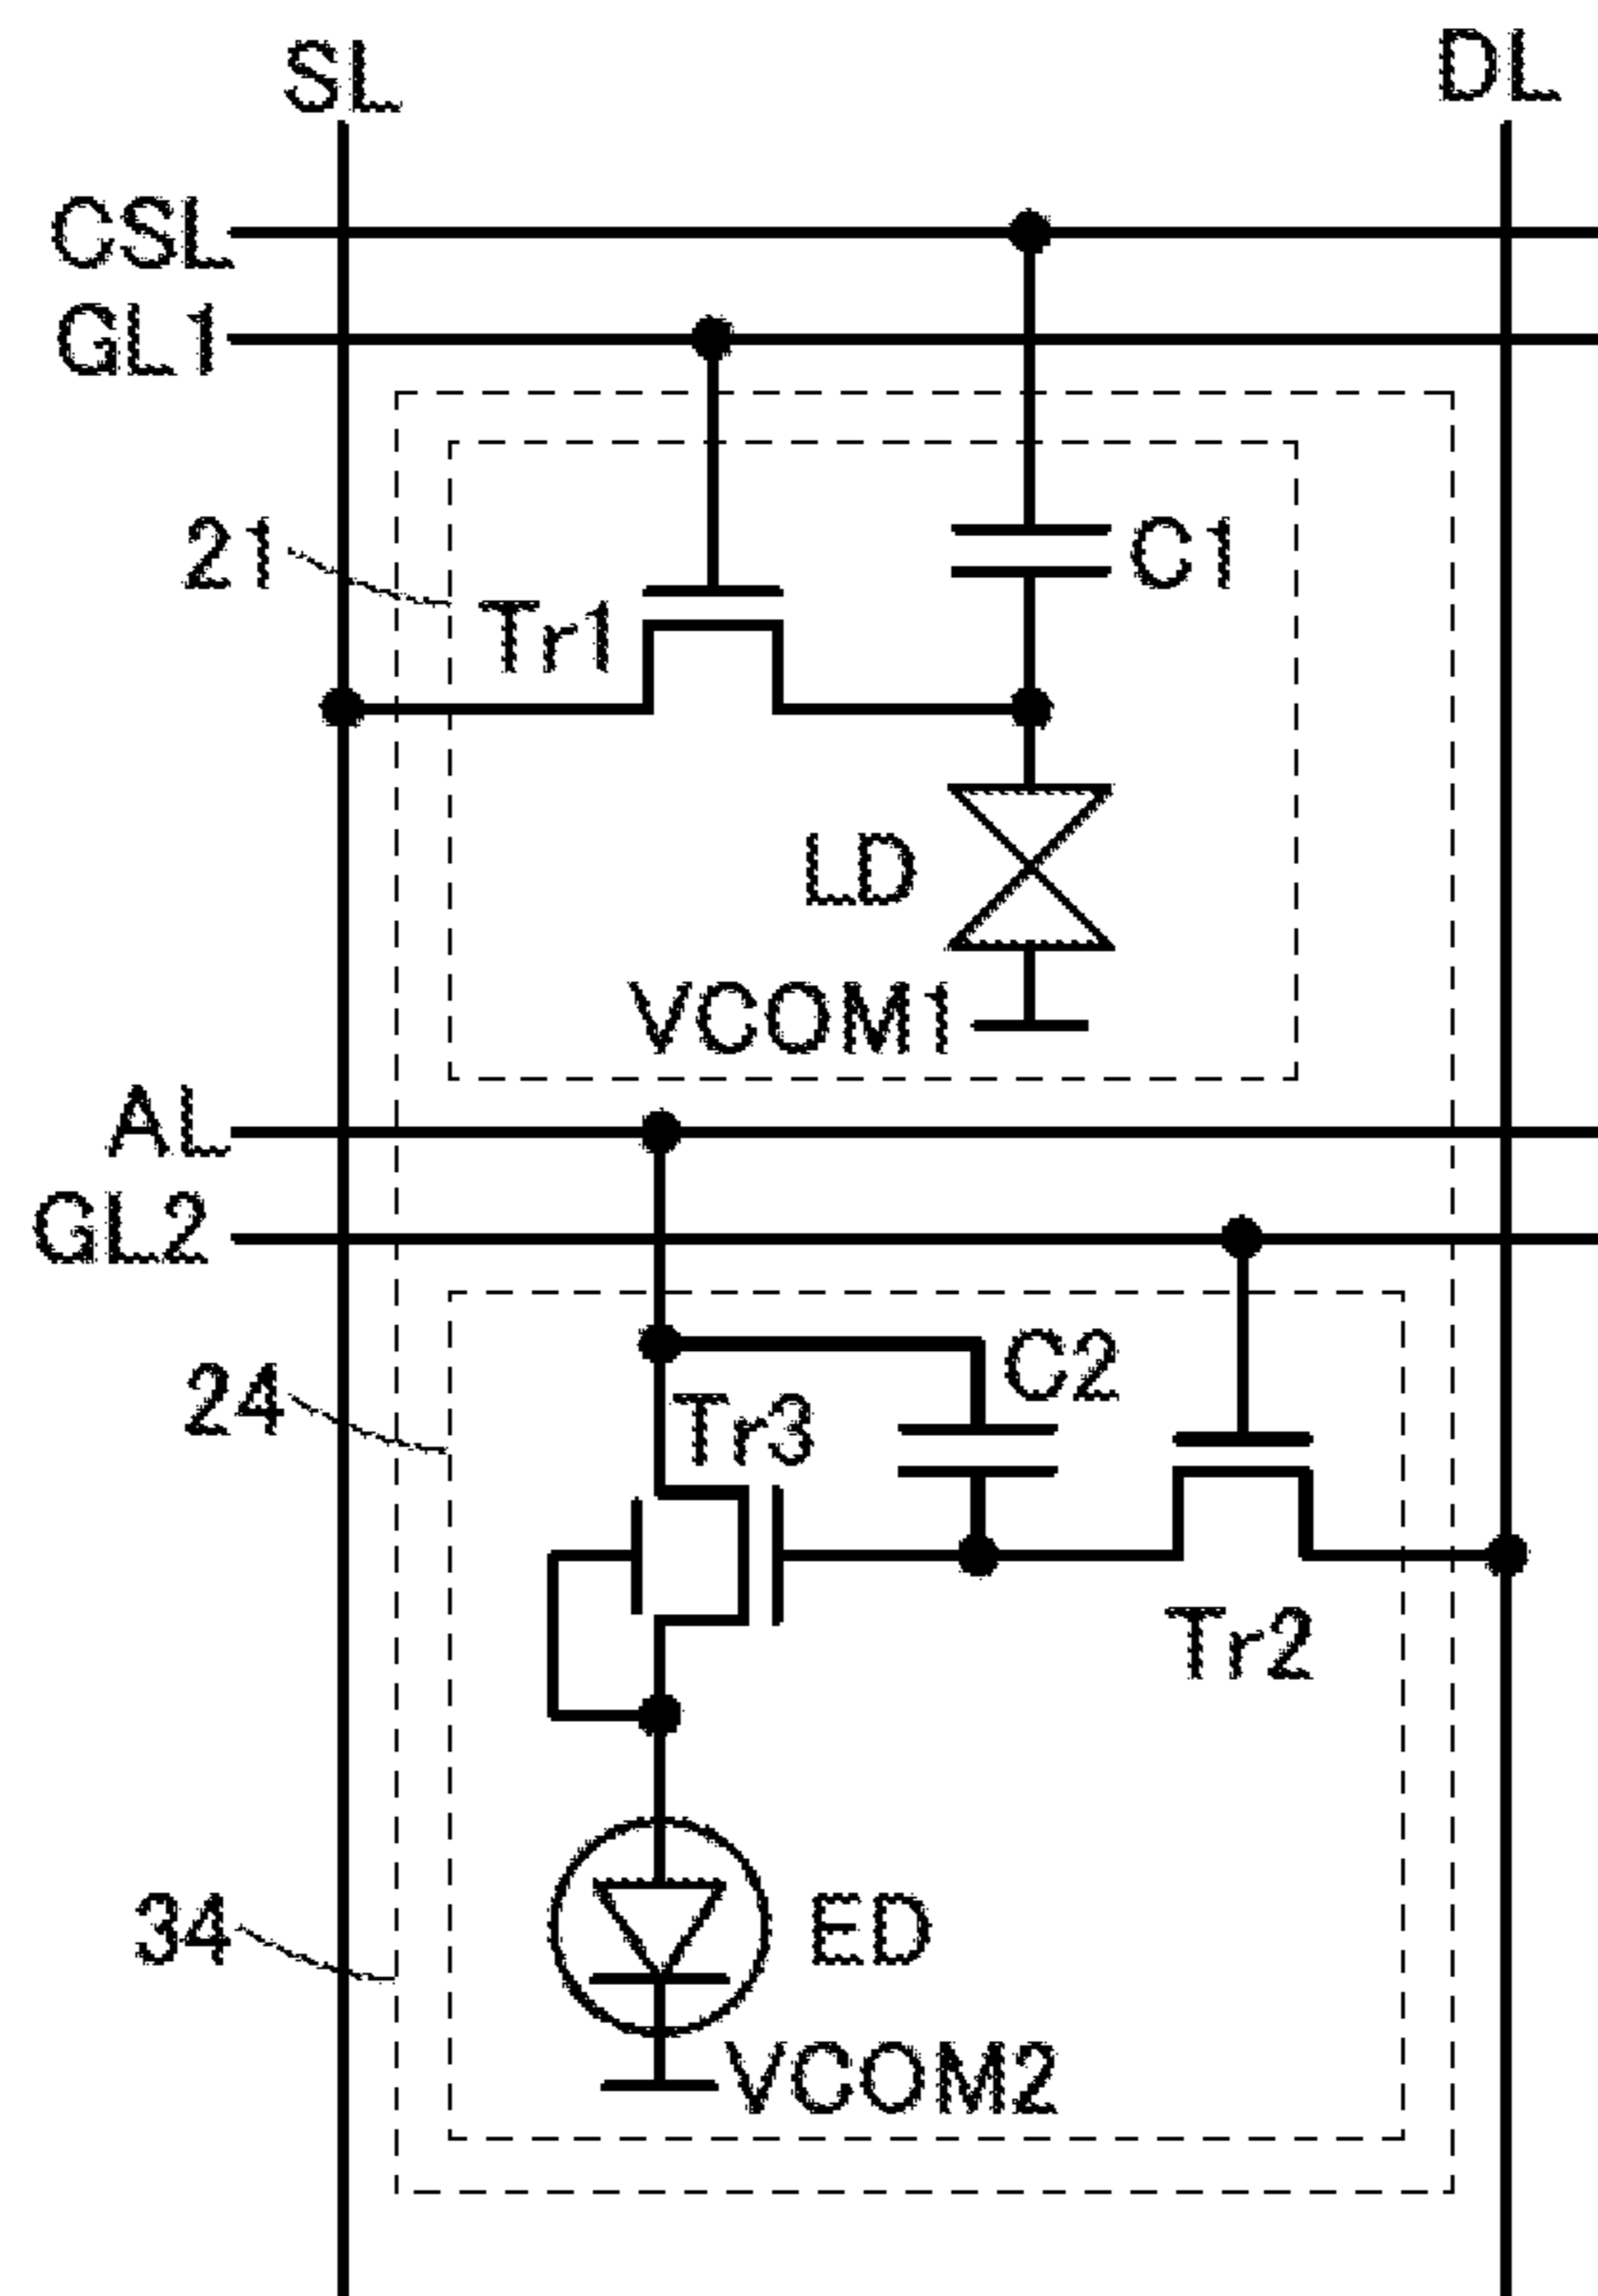 SL
DL
CSL
GL1
21
C1
Tr1
LD
VCOM1
AL
GL2
C2
24
Tr3
Tr2
34
ED
VCOM2